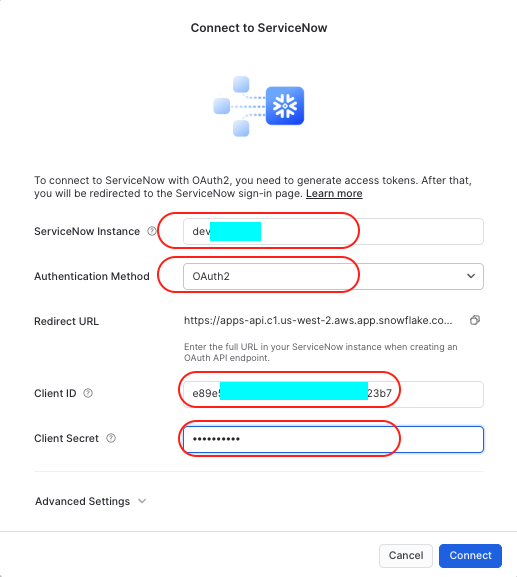 Connect to ServiceNow
To connect to ServiceNow with OAuth2, you need to generate access tokens. After that,
you will be redirected to the ServiceNow sign-in page. Learn more
ServiceNow Instance
dev
Authentication Method
OAuth2
Redirect URL
https://apps-api.c1.us-west-2.aws.app.snowflake.co...
Enter the full URL in your ServiceNow instance when creating an
OAuth API endpoint.
Client ID
e89e 23b7
Client Secret
••••••••••
Advanced Settings
Cancel
Connect